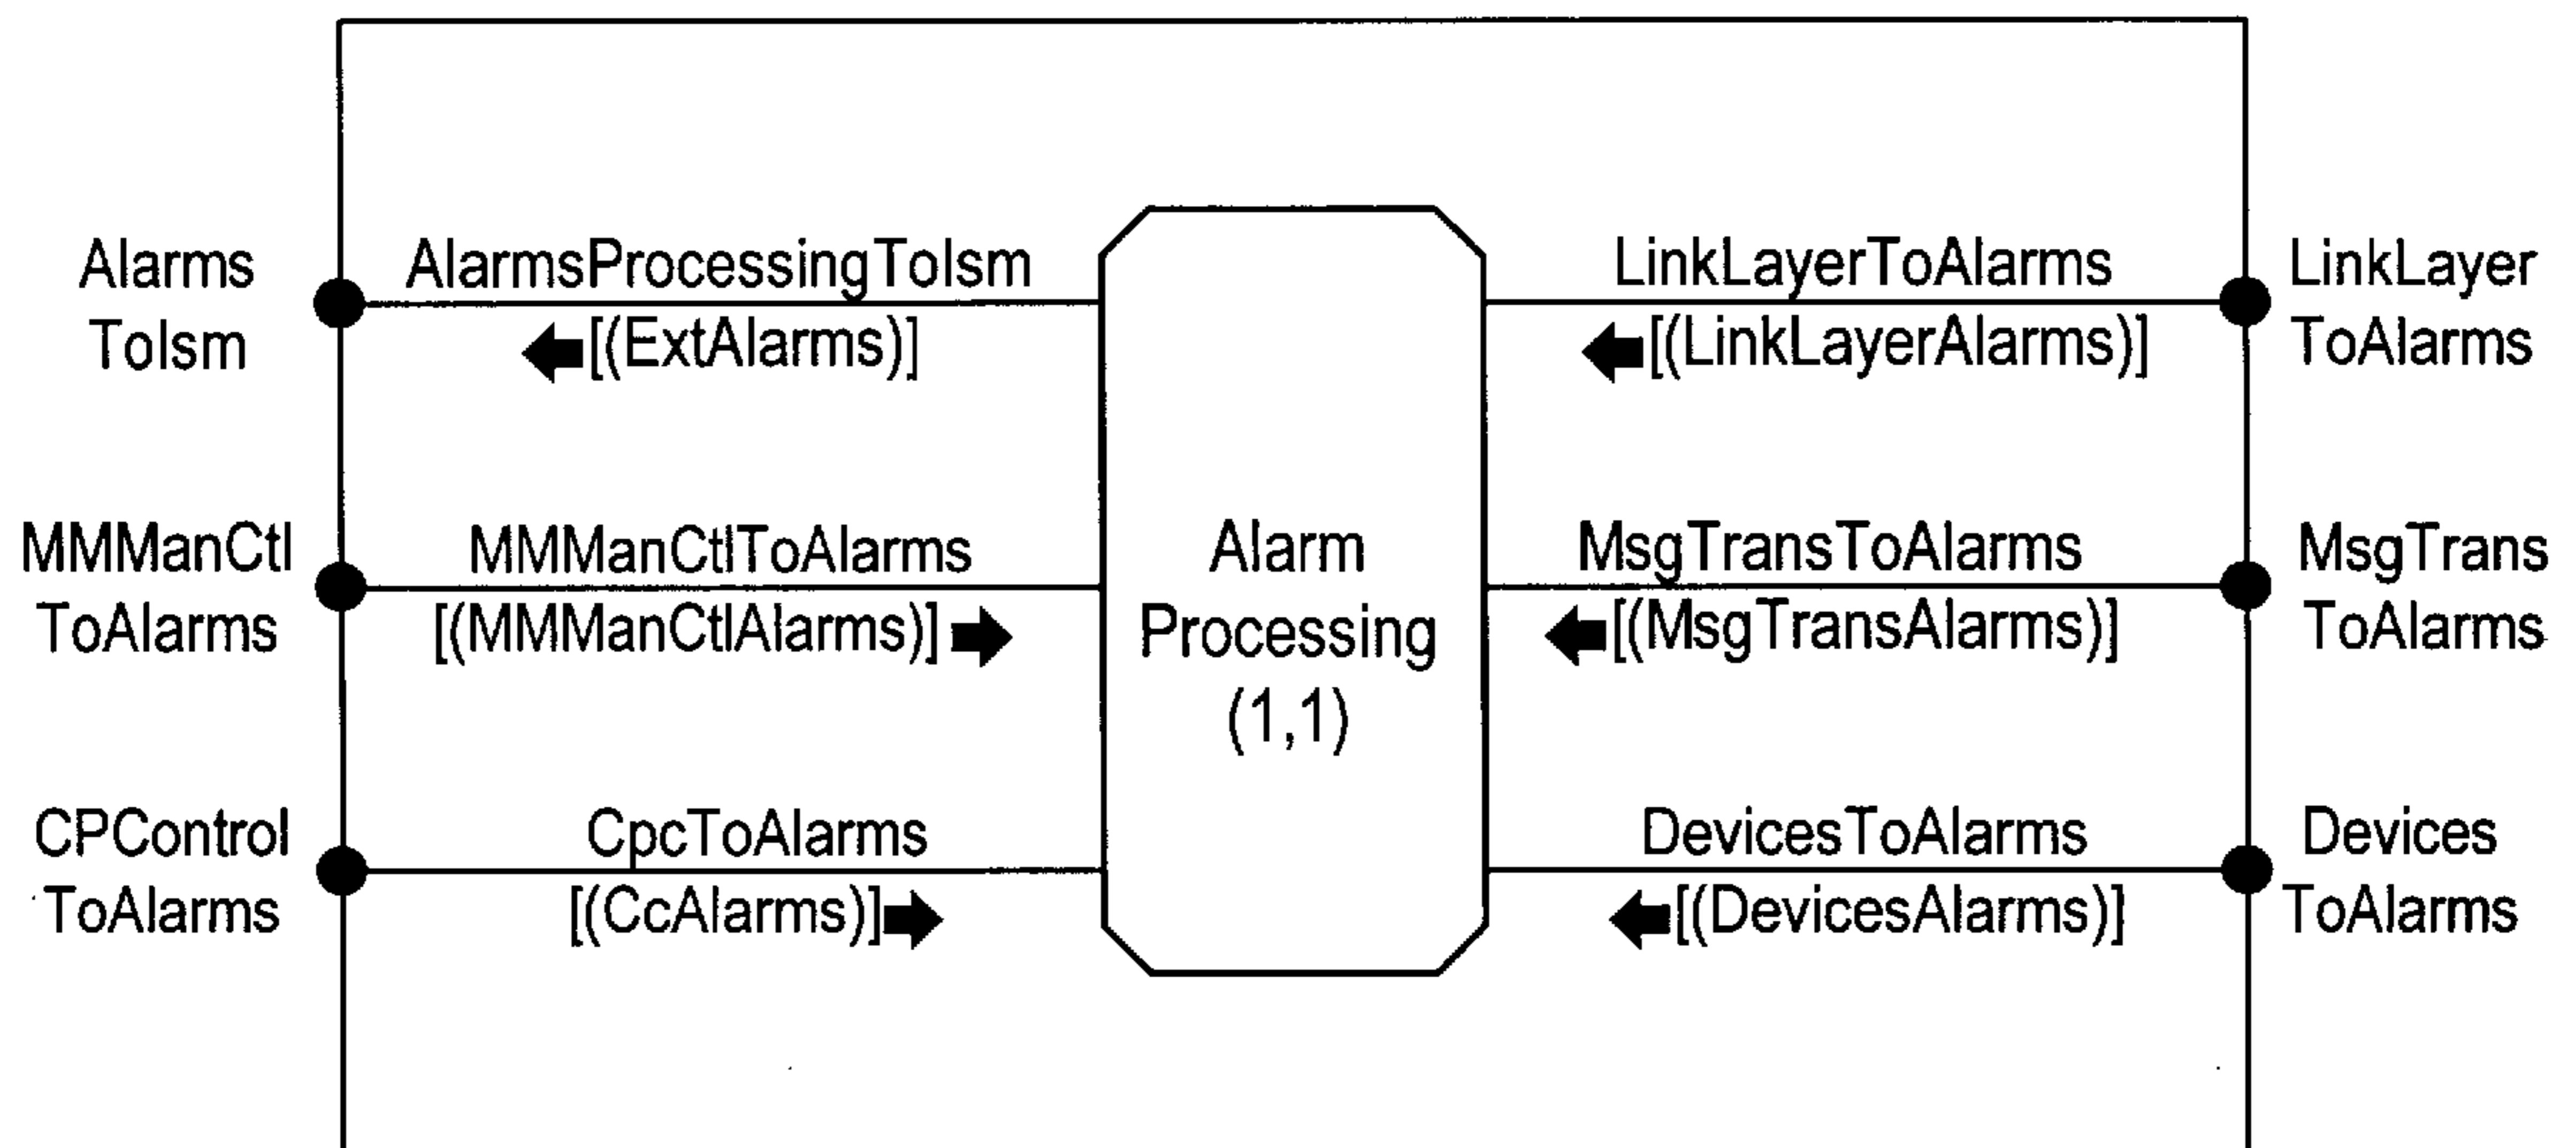 Alarms
ToIsm
AlarmsProcessingToIsm
[(ExtAlarms)]
LinkLayerToAlarms
[(LinkLayerAlarms)]
LinkLayer
ToAlarms
MMManCtl
ToAlarms
MMManCtlToAlarms
[(MMManCtlAlarms)]
Alarm
Processing
(1,1)
MsgTransToAlarms
[(MsgTransAlarms)]
MsgTrans
ToAlarms
CPControl
ToAlarms
CpcToAlarms
[(CcAlarms)]
DevicesToAlarms
[(DevicesAlarms)]
Devices
ToAlarms